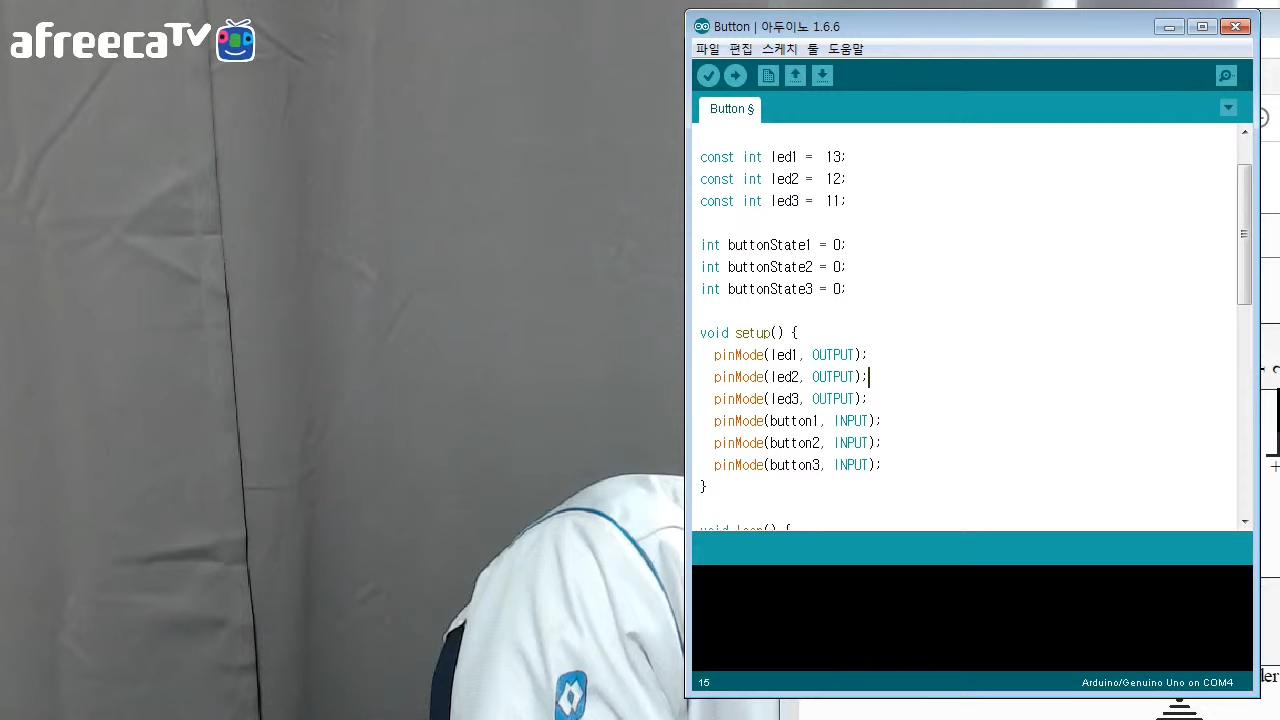 afreecaTV
Button | 아두이노 1.6.6
파일 편집 스케치 툴 도움말
Button §
const int led1 =  13;
const int led2 =  12;
const int led3 =  11;
int buttonState1 = 0;
int buttonState2 = 0;
int buttonState3 = 0;
void setup() {
  pinMode(led1, OUTPUT);
  pinMode(led2, OUTPUT);
  pinMode(led3, OUTPUT);
  pinMode(button1, INPUT);
  pinMode(button2, INPUT);
  pinMode(button3, INPUT);
}
void loop() {
15
Arduino/Genuino Uno on COM4